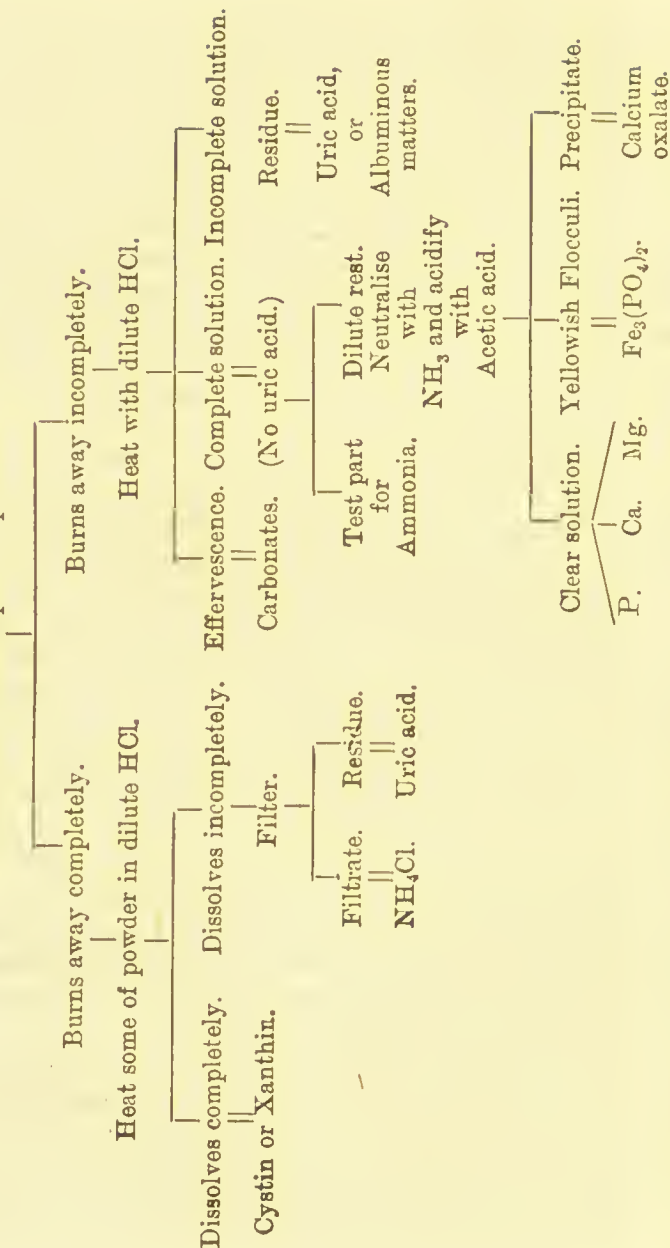 Burns away completely. Burns away incompletely.
Heat some of powder in dilute HCl. Heat with dilute HCl.
Dissolves completely. Dissolves incompletely. Effervescence. Complete solution. Incomplete solution.
Cystin or Xanthin. Filter. Carbonates. (No uric acid.) Residue.
Filtrate. Residue.
NH₄Cl. Uric acid.
Uric acid,
or
Albuminous
matters.
Test part
for
Ammonia.
Dilute rest.
Neutralise
with
NH₃ and acidify
with
Acetic acid.
Clear solution. Yellowish Flocculi. Precipitate.
P. Ca. Mg. Fe₃(PO₄)₂. Calcium
oxalate.